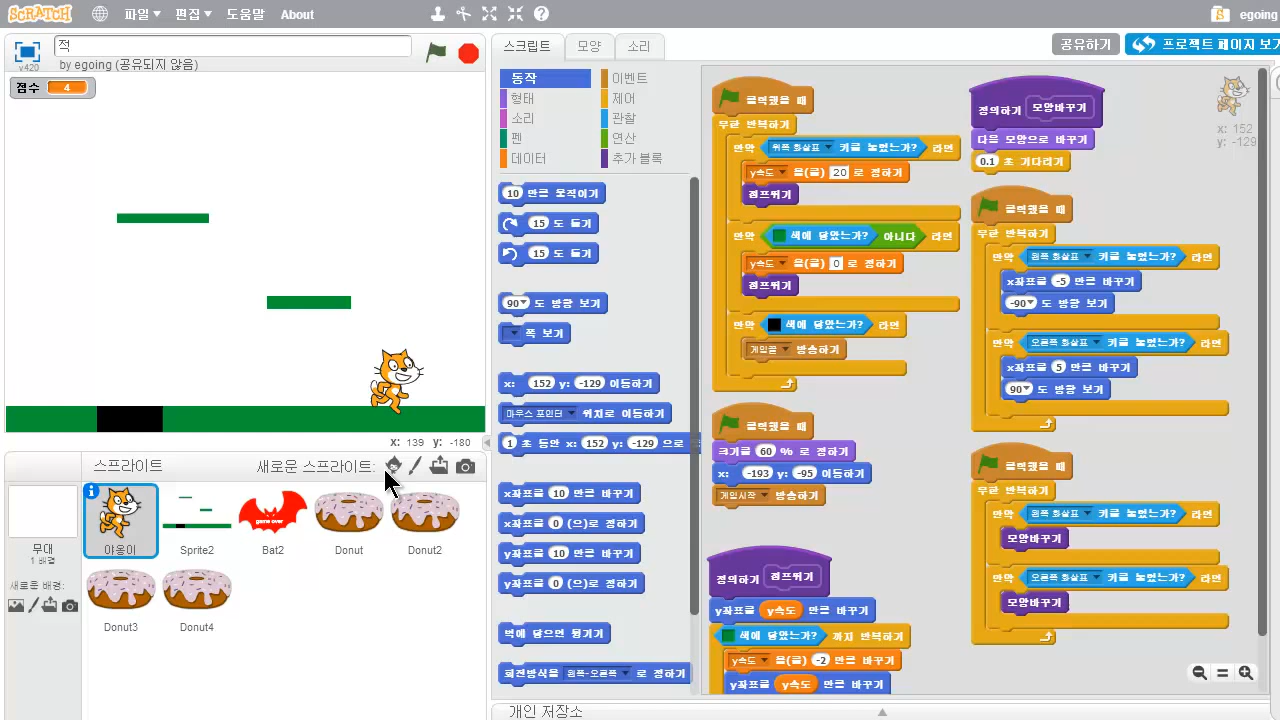 SCRATCH 파일▼ 편집▼ 도움말 About egoing
적
v420
by egoing (공유되지 않음)
점수 4
x: 139 y: -180
스프라이트 새로운 스프라이트:
무대
1 배경
새로운 배경:
야옹이
Sprite2
game over
Bat2
Donut
Donut2
Donut3
Donut4
스크립트 모양 소리
공유하기 프로젝트 페이지 보기
동작 이벤트
형태 제어
소리 관찰
펜 연산
데이터 추가 블록
10 만큼 움직이기
15 도 돌기
15 도 돌기
90▼ 도 방향 보기
▼ 쪽 보기
x: 152 y: -129 이동하기
마우스 포인터 ▼ 위치로 이동하기
1 초 동안 x: 152 y: -129 으로
x좌표를 10 만큼 바꾸기
x좌표를 0 (으)로 정하기
y좌표를 10 만큼 바꾸기
y좌표를 0 (으)로 정하기
벽에 닿으면 튕기기
회전방식을 왼쪽-오른쪽 ▼ 로 정하기
클릭했을 때
무한 반복하기
만약 위쪽 화살표 ▼ 키를 눌렀는가? 라면
y속도 ▼ 을(를) 20 로 정하기
점프뛰기
만약 색에 닿았는가? 아니다 라면
y속도 ▼ 을(를) 0 로 정하기
점프뛰기
만약 색에 닿았는가? 라면
게임끝 ▼ 방송하기
클릭했을 때
크기를 60 % 로 정하기
x: -193 y: -95 이동하기
게임시작 ▼ 방송하기
정의하기 점프뛰기
y좌표를 y속도 만큼 바꾸기
색에 닿았는가? 까지 반복하기
y속도 ▼ 을(를) -2 만큼 바꾸기
y좌표를 y속도 만큼 바꾸기
정의하기 모양바꾸기
다음 모양으로 바꾸기
0.1 초 기다리기
클릭했을 때
무한 반복하기
만약 왼쪽 화살표 ▼ 키를 눌렀는가? 라면
x좌표를 -5 만큼 바꾸기
-90▼ 도 방향 보기
만약 오른쪽 화살표 ▼ 키를 눌렀는가? 라면
x좌표를 5 만큼 바꾸기
90▼ 도 방향 보기
클릭했을 때
무한 반복하기
만약 왼쪽 화살표 ▼ 키를 눌렀는가? 라면
모양바꾸기
만약 오른쪽 화살표 ▼ 키를 눌렀는가? 라면
모양바꾸기
x: 152
y: -129
개인 저장소